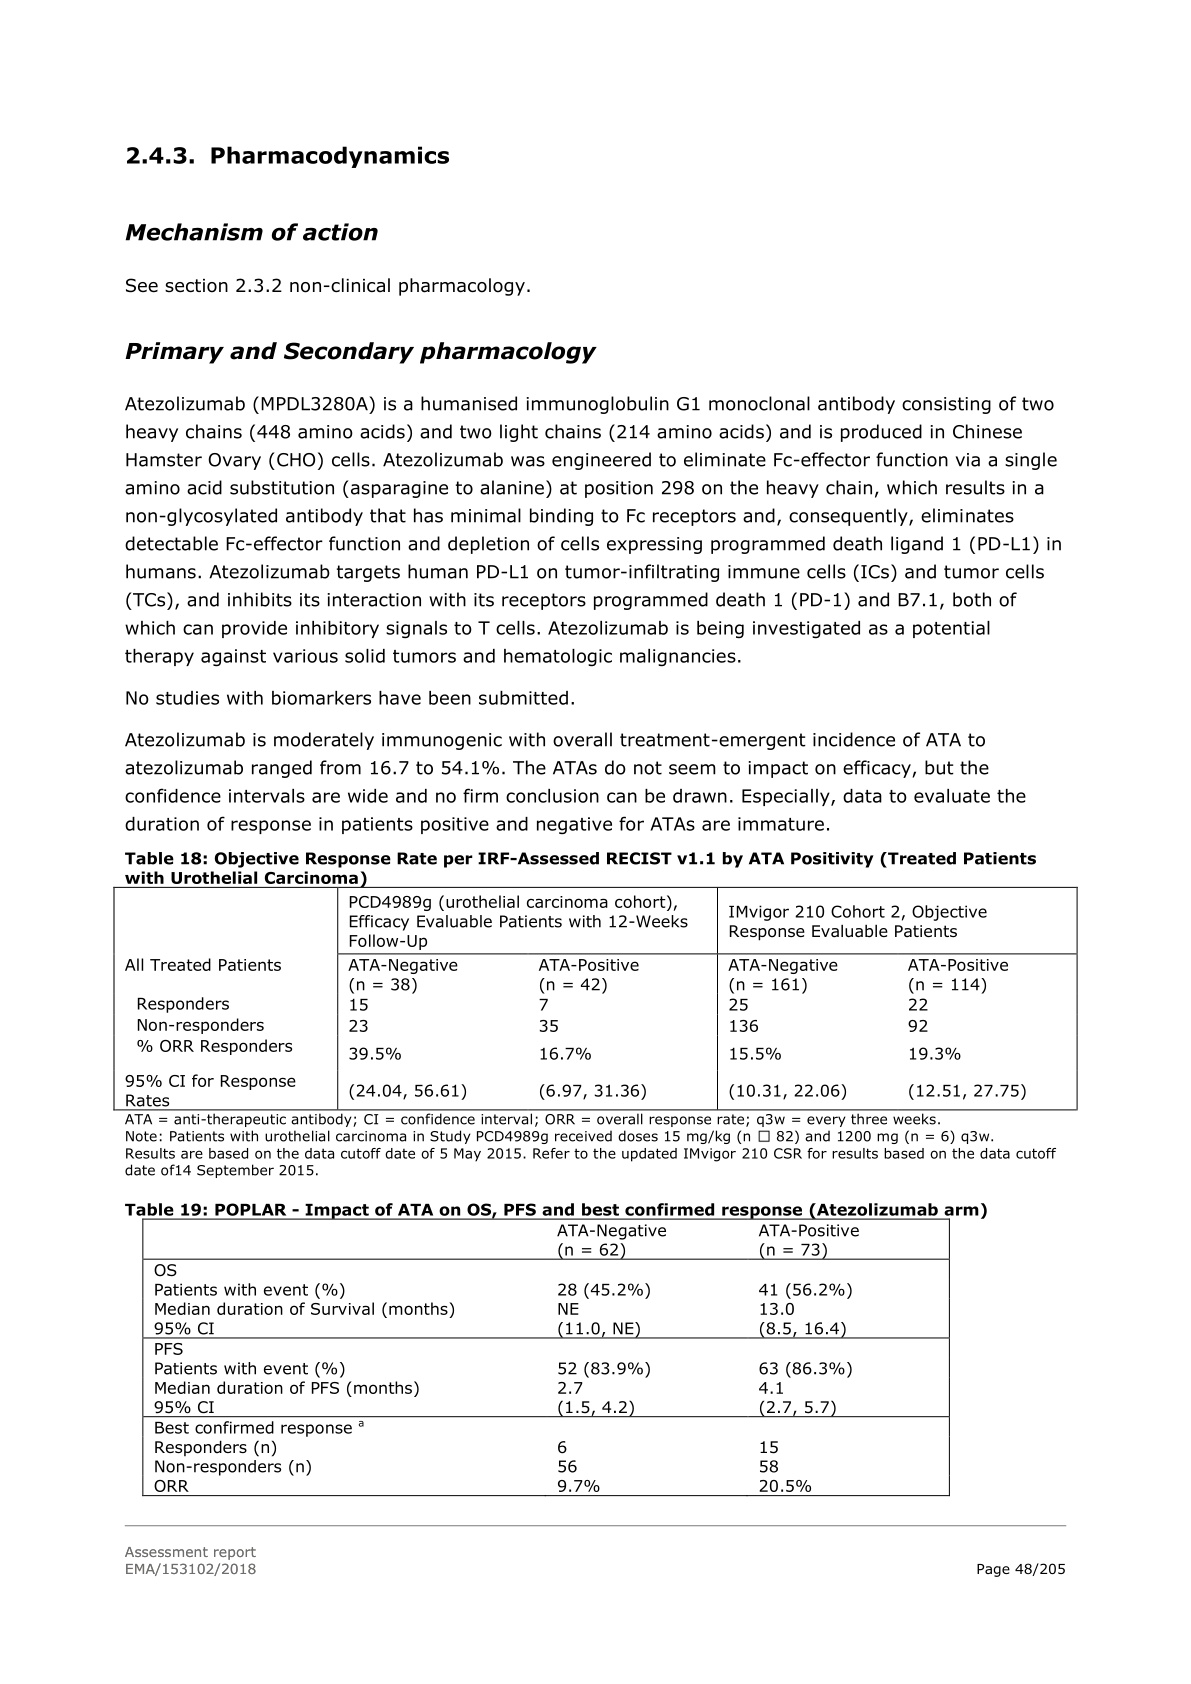 2.4.3. Pharmacodynamics
Mechanism of action
See section 2.3.2 non-clinical pharmacology.
Primary and Secondary pharmacology
Atezolizumab (MPDL3280A) is a humanised immunoglobulin G1 monoclonal antibody consisting of two
heavy chains (448 amino acids) and two light chains (214 amino acids) and is produced in Chinese
Hamster Ovary (CHO) cells. Atezolizumab was engineered to eliminate Fc-effector function via a single
amino acid substitution (asparagine to alanine) at position 298 on the heavy chain, which results in a
non-glycosylated antibody that has minimal binding to Fc receptors and, consequently, eliminates
detectable Fc-effector function and depletion of cells expressing programmed death ligand 1 (PD-L1) in
humans. Atezolizumab targets human PD-L1 on tumor-infiltrating immune cells (ICs) and tumor cells
(TCs), and inhibits its interaction with its receptors programmed death 1 (PD-1) and B7.1, both of
which can provide inhibitory signals to T cells. Atezolizumab is being investigated as a potential
therapy against various solid tumors and hematologic malignancies.
No studies with biomarkers have been submitted.
Atezolizumab is moderately immunogenic with overall treatment-emergent incidence of ATA to
atezolizumab ranged from 16.7 to 54.1%. The ATAs do not seem to impact on efficacy, but the
confidence intervals are wide and no firm conclusion can be drawn. Especially, data to evaluate the
duration of response in patients positive and negative for ATAs are immature.
Table 18: Objective Response Rate per IRF-Assessed RECIST v1.1 by ATA Positivity (Treated Patients
with Urothelial Carcinoma)
PCD4989g (urothelial carcinoma cohort),
Efficacy Evaluable Patients with 12-Weeks
Follow-Up
IMvigor 210 Cohort 2, Objective
Response Evaluable Patients
All Treated Patients ATA-Negative ATA-Positive ATA-Negative ATA-Positive
(n = 38) (n = 42) (n = 161) (n = 114)
Responders 15 7 25 22
Non-responders 23 35 136 92
% ORR Responders 39.5% 16.7% 15.5% 19.3%
95% CI for Response
Rates
(24.04, 56.61) (6.97, 31.36) (10.31, 22.06) (12.51, 27.75)
ATA = anti-therapeutic antibody; CI = confidence interval; ORR = overall response rate; q3w = every three weeks.
Note: Patients with urothelial carcinoma in Study PCD4989g received doses 15 mg/kg (n □ 82) and 1200 mg (n = 6) q3w.
Results are based on the data cutoff date of 5 May 2015. Refer to the updated IMvigor 210 CSR for results based on the data cutoff
date of14 September 2015.
Table 19: POPLAR - Impact of ATA on OS, PFS and best confirmed response (Atezolizumab arm)
ATA-Negative ATA-Positive
(n = 62) (n = 73)
OS
Patients with event (%) 28 (45.2%) 41 (56.2%)
Median duration of Survival (months) NE 13.0
95% CI (11.0, NE) (8.5, 16.4)
PFS
Patients with event (%) 52 (83.9%) 63 (86.3%)
Median duration of PFS (months) 2.7 4.1
95% CI (1.5, 4.2) (2.7, 5.7)
Best confirmed response a
Responders (n) 6 15
Non-responders (n) 56 58
ORR 9.7% 20.5%
Assessment report
EMA/153102/2018 Page 48/205